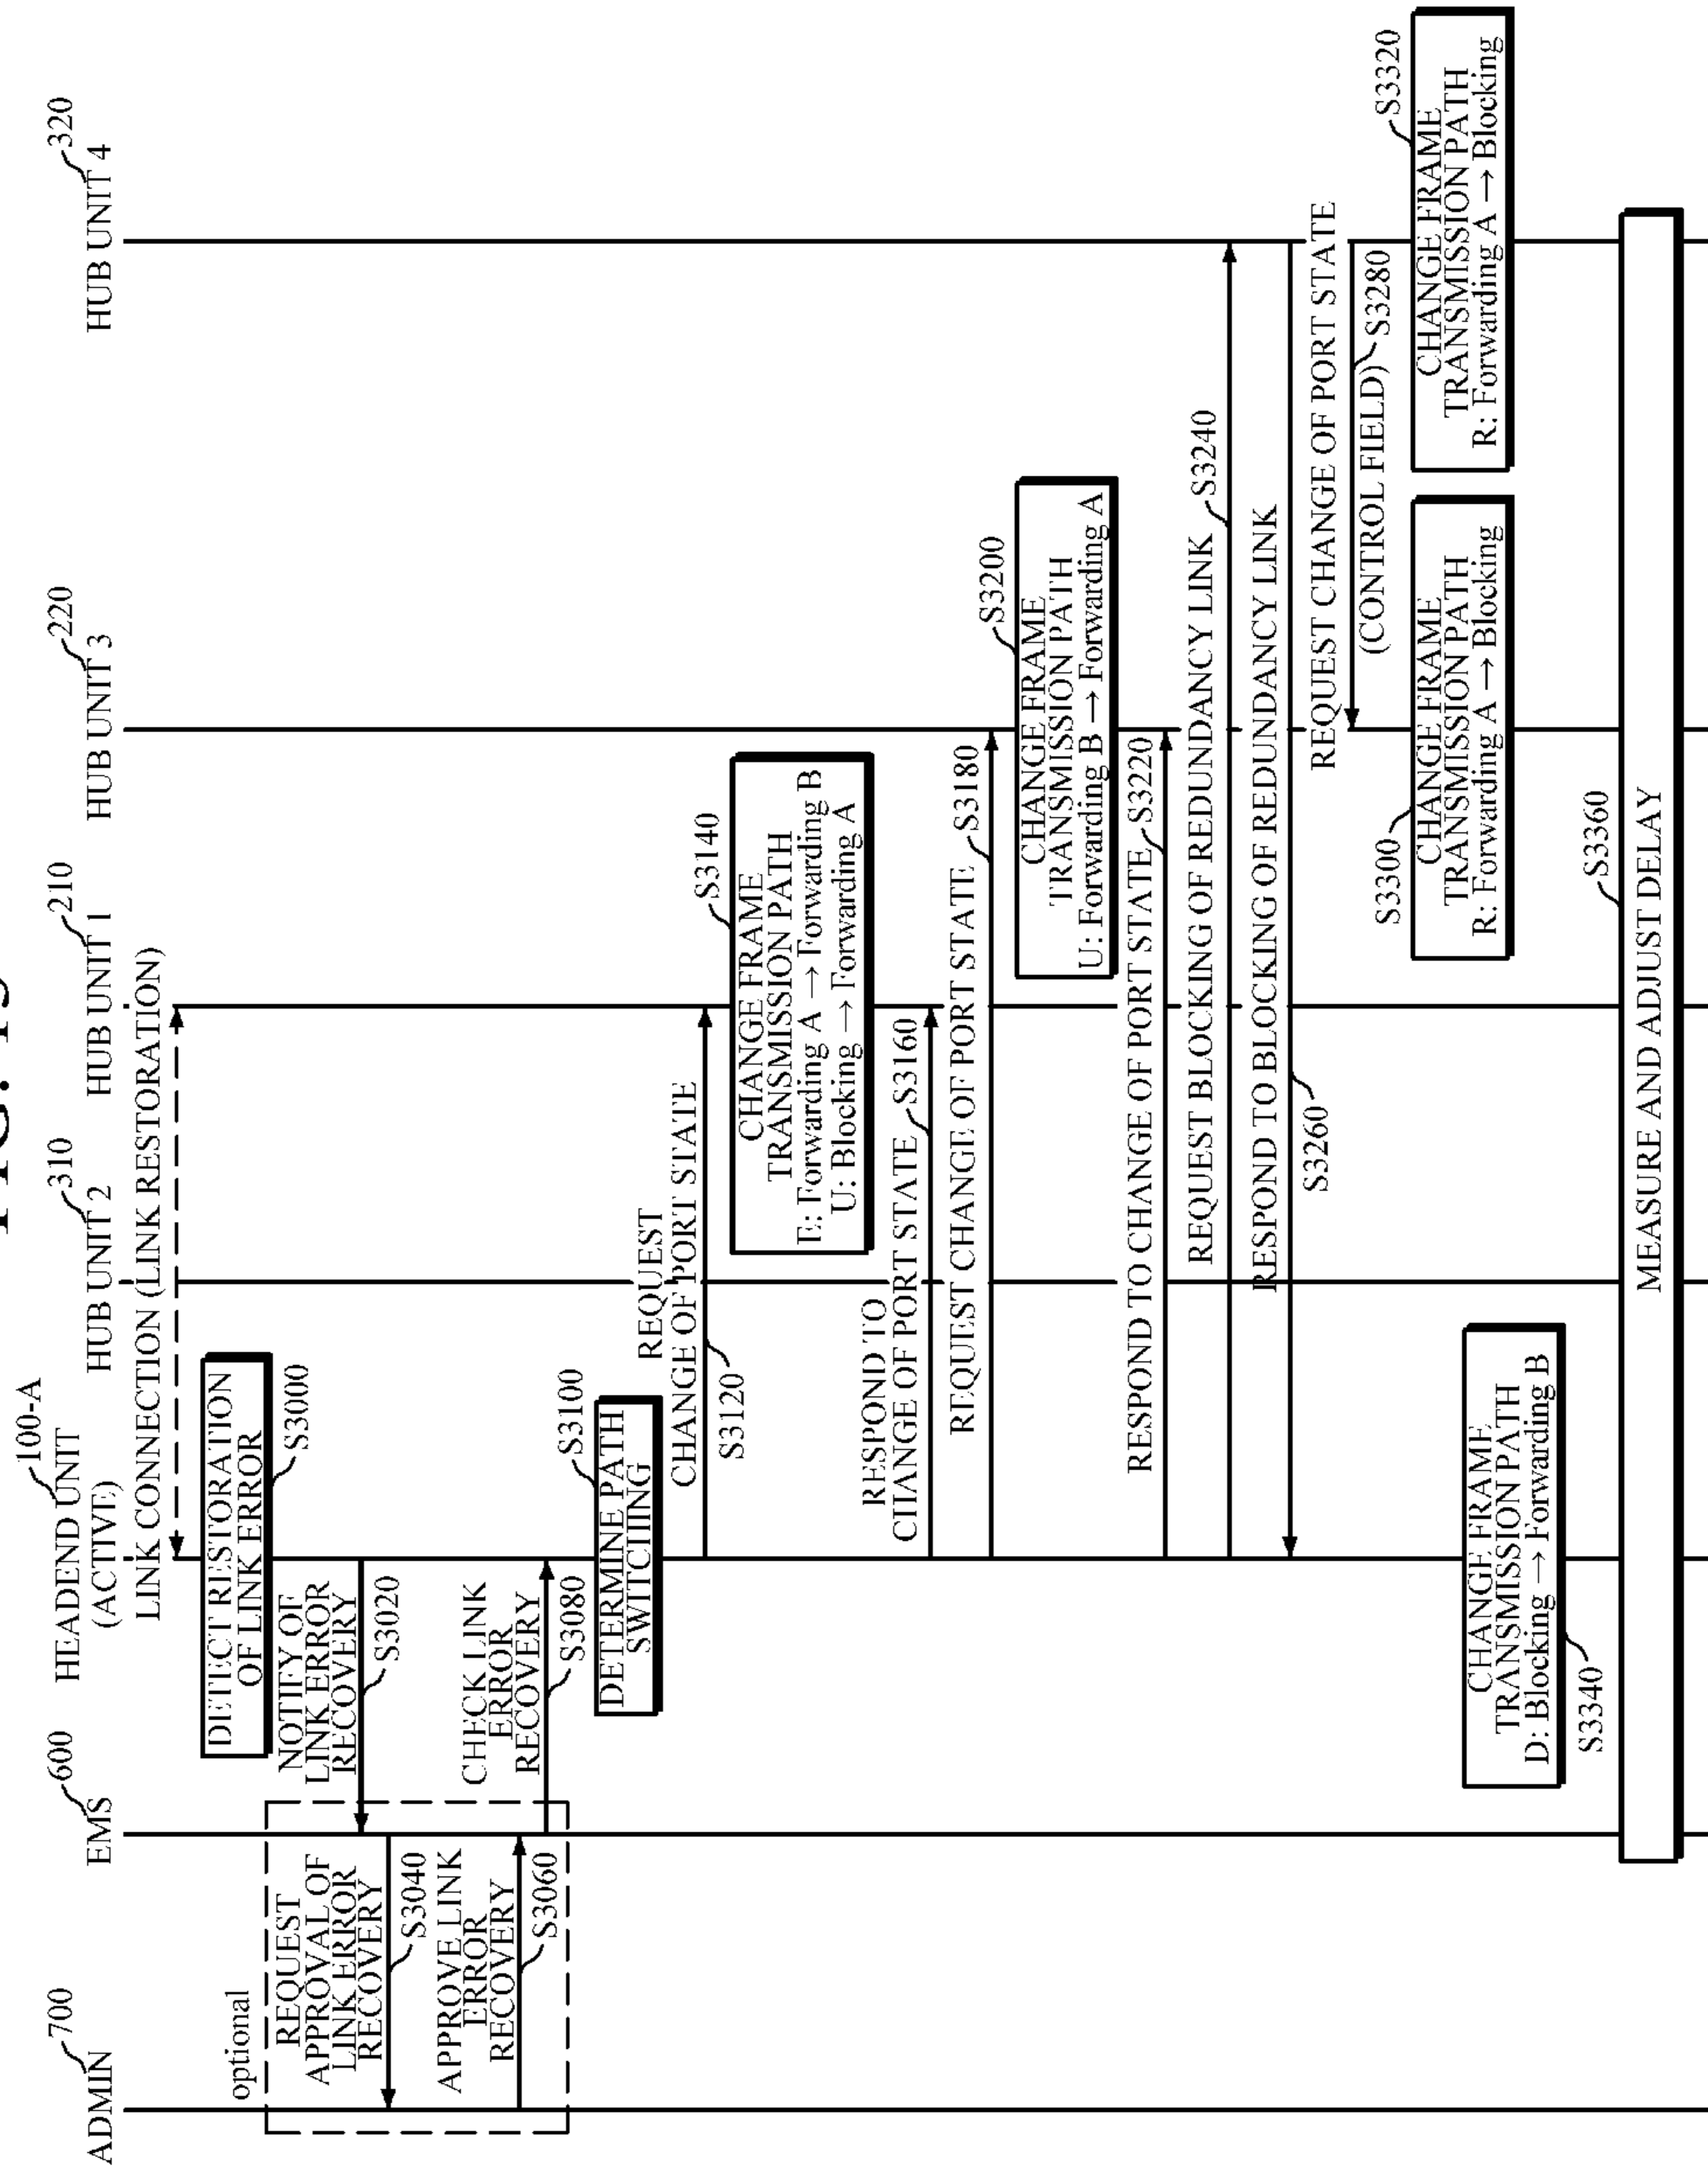 ADMIN 700
EMS 600
HEADEND UNIT 100-A
(ACTIVE)
HUB UNIT 2 310
HUB UNIT 1 210
HUB UNIT 3 220
HUB UNIT 4 320
LINK CONNECTION (LINK RESTORATION)
DETECT RESTORATION
OF LINK ERROR
S3000
optional
NOTIFY OF
LINK ERROR
RECOVERY
S3020
REQUEST
APPROVAL OF
LINK ERROR
RECOVERY
S3040
APPROVE LINK
ERROR
RECOVERY
S3060
CHECK LINK
ERROR
RECOVERY
S3080
DETERMINE PATH
SWITCHING
S3100
REQUEST
CHANGE OF PORT STATE
S3120
CHANGE FRAME
TRANSMISSION PATH
E: Forwarding A → Forwarding B
U: Blocking → Forwarding A
S3140
RESPOND TO
CHANGE OF PORT STATE S3160
REQUEST CHANGE OF PORT STATE S3180
CHANGE FRAME
TRANSMISSION PATH
U: Forwarding B → Forwarding A
S3200
RESPOND TO CHANGE OF PORT STATE S3220
REQUEST BLOCKING OF REDUNDANCY LINK S3240
RESPOND TO BLOCKING OF REDUNDANCY LINK
S3260
REQUEST CHANGE OF PORT STATE
(CONTROL FIELD) S3280
S3300
CHANGE FRAME
TRANSMISSION PATH
R: Forwarding A → Blocking
S3320
CHANGE FRAME
TRANSMISSION PATH
R: Forwarding A → Blocking
CHANGE FRAME
TRANSMISSION PATH
D: Blocking → Forwarding B
S3340
S3360
MEASURE AND ADJUST DELAY